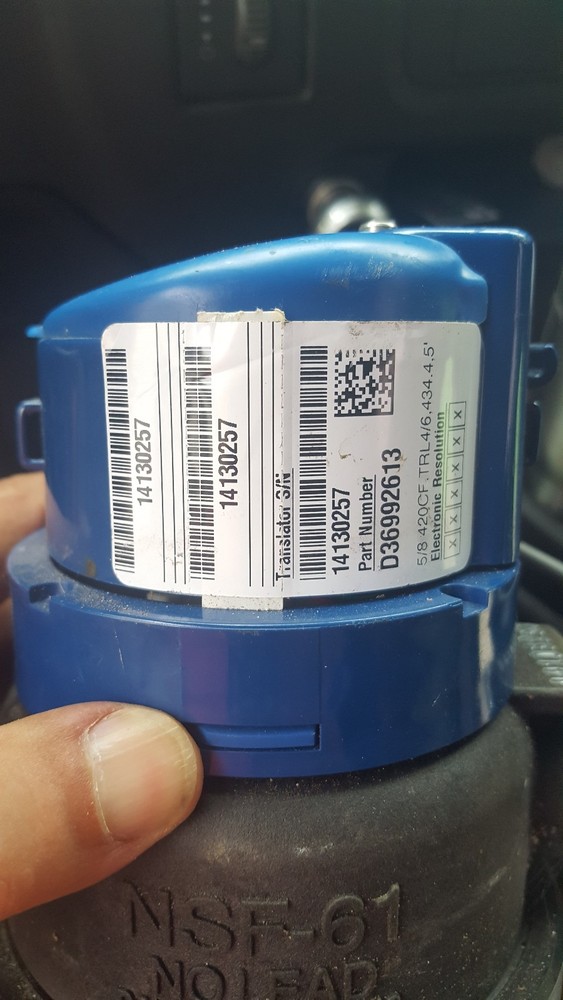 14130257
14130257
Translator S/N
14130257
Part Number
D36992613
5/8 420CF.TRL4/6.434.4.5'
Electronic Resolution
X X X X X X
NSF-61
NO LEAD